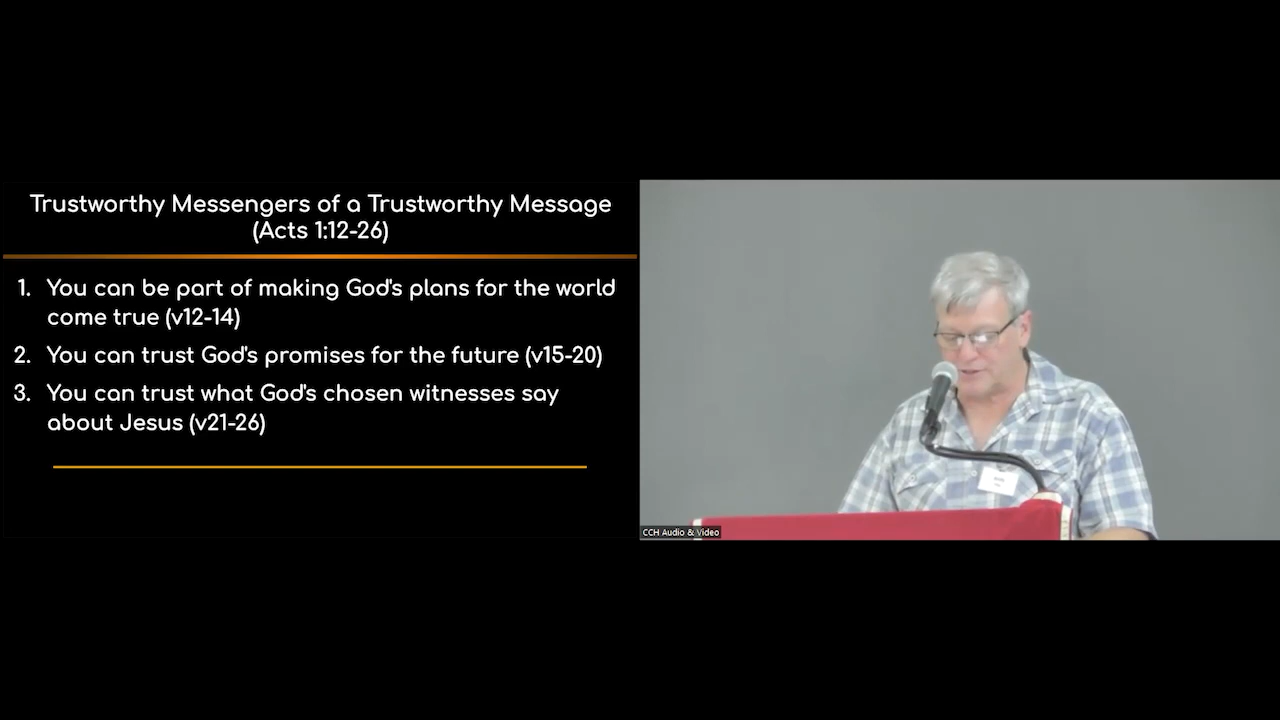 Trustworthy Messengers of a Trustworthy Message
(Acts 1:12-26)
1. You can be part of making God's plans for the world
come true (v12-14)
2. You can trust God's promises for the future (v15-20)
3. You can trust what God's chosen witnesses say
about Jesus (v21-26)
CCH Audio & Video